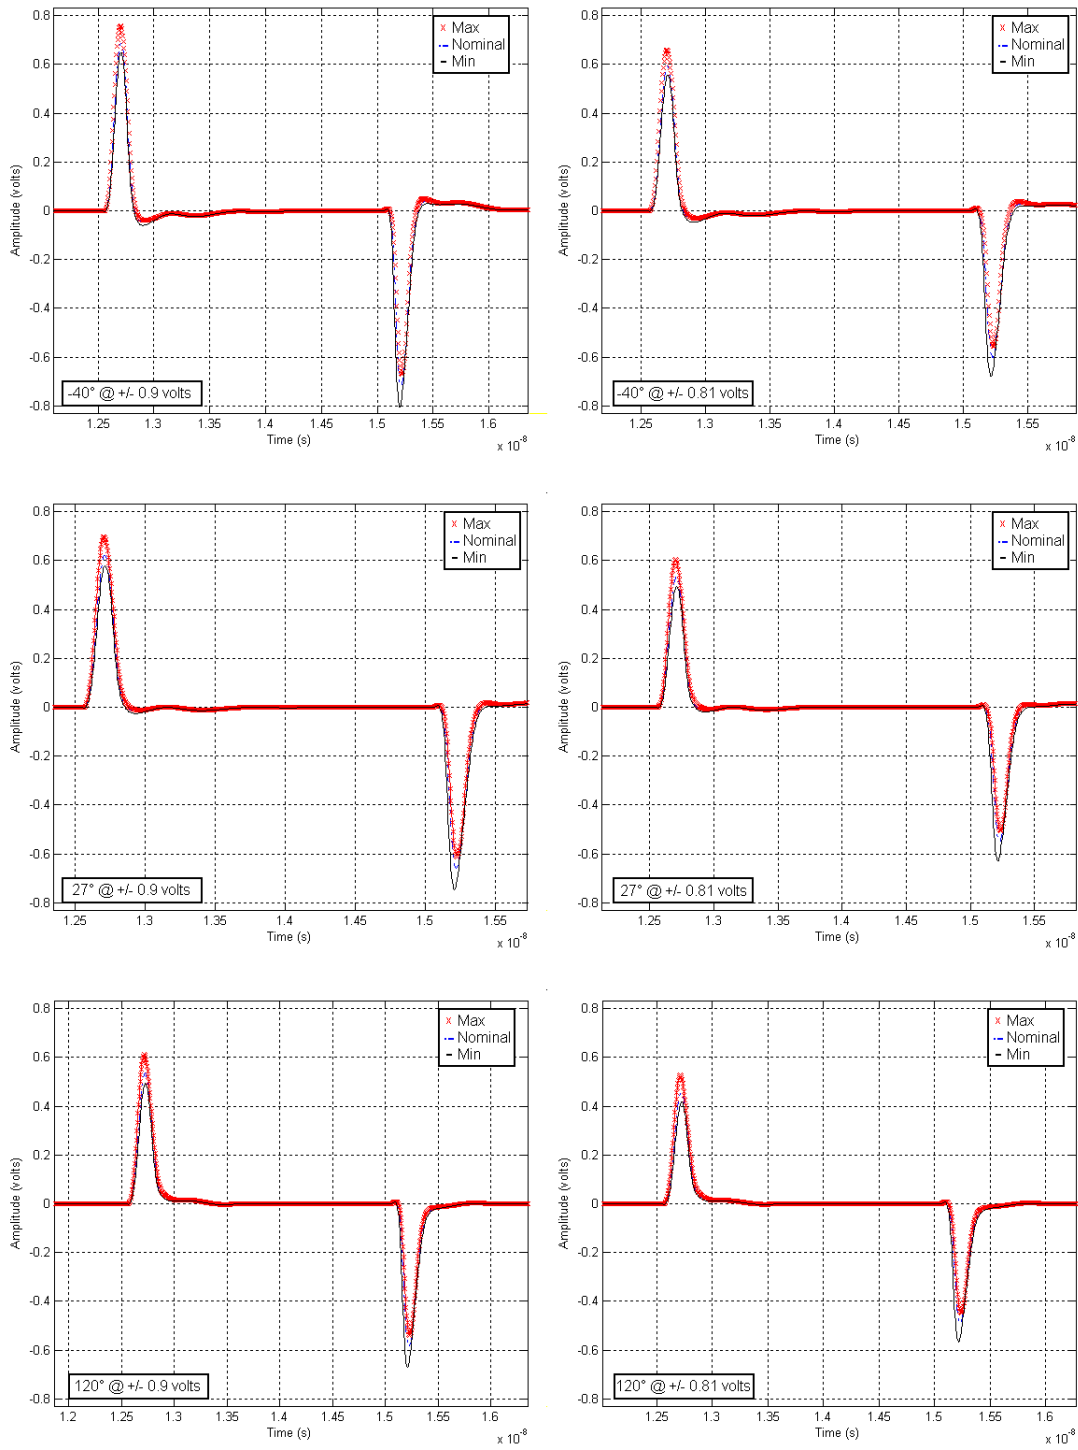 0.8
0.6
0.4
0.2
0
-0.2
-0.4
-0.6
-0.8
Amplitude (volts)
Max
Nominal
Min
-40° @ +/- 0.9 volts
1.25 1.3 1.35 1.4 1.45 1.5 1.55 1.6
Time (s)
x 10⁻⁸
0.8
0.6
0.4
0.2
0
-0.2
-0.4
-0.6
-0.8
Amplitude (volts)
Max
Nominal
Min
-40° @ +/- 0.81 volts
1.25 1.3 1.35 1.4 1.45 1.5 1.55
Time (s)
x 10⁻⁸
0.8
0.6
0.4
0.2
0
-0.2
-0.4
-0.6
-0.8
Amplitude (volts)
Max
Nominal
Min
27° @ +/- 0.9 volts
1.25 1.3 1.35 1.4 1.45 1.5 1.55
Time (s)
x 10⁻⁸
0.8
0.6
0.4
0.2
0
-0.2
-0.4
-0.6
-0.8
Amplitude (volts)
Max
Nominal
Min
27° @ +/- 0.81 volts
1.25 1.3 1.35 1.4 1.45 1.5 1.55
Time (s)
x 10⁻⁸
0.8
0.6
0.4
0.2
0
-0.2
-0.4
-0.6
-0.8
Amplitude (volts)
Max
Nominal
Min
120° @ +/- 0.9 volts
1.2 1.25 1.3 1.35 1.4 1.45 1.5 1.55 1.6
Time (s)
x 10⁻⁸
0.8
0.6
0.4
0.2
0
-0.2
-0.4
-0.6
-0.8
Amplitude (volts)
Max
Nominal
Min
120° @ +/- 0.81 volts
1.25 1.3 1.35 1.4 1.45 1.5 1.55 1.6
Time (s)
x 10⁻⁸